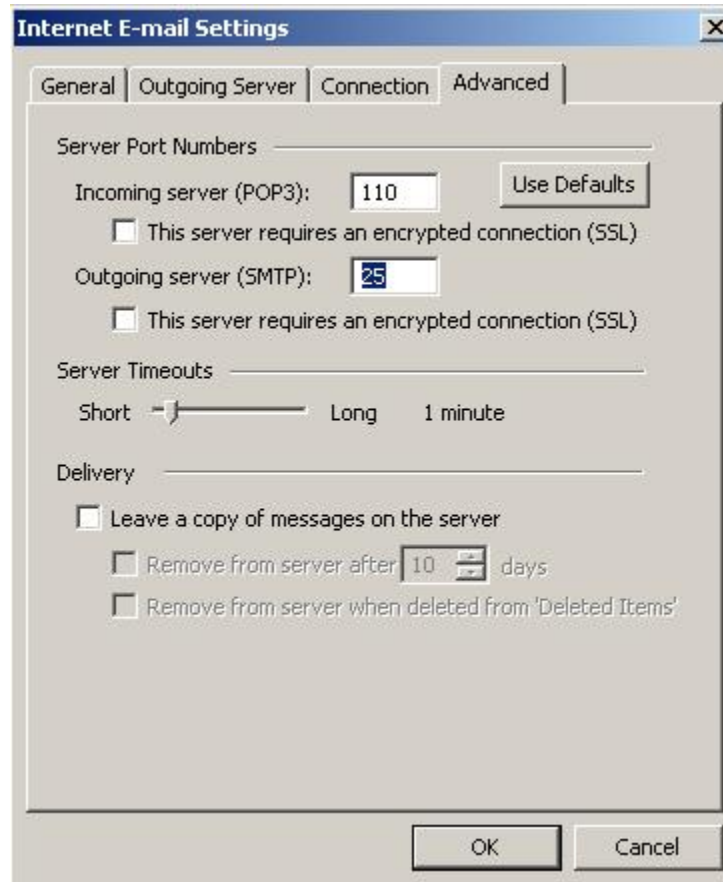 Internet E-mail Settings
General Outgoing Server Connection Advanced
Server Port Numbers
Incoming server (POP3): 110 Use Defaults
This server requires an encrypted connection (SSL)
Outgoing server (SMTP): 25
This server requires an encrypted connection (SSL)
Server Timeouts
Short Long 1 minute
Delivery
Leave a copy of messages on the server
Remove from server after 10 days
Remove from server when deleted from 'Deleted Items'
OK Cancel